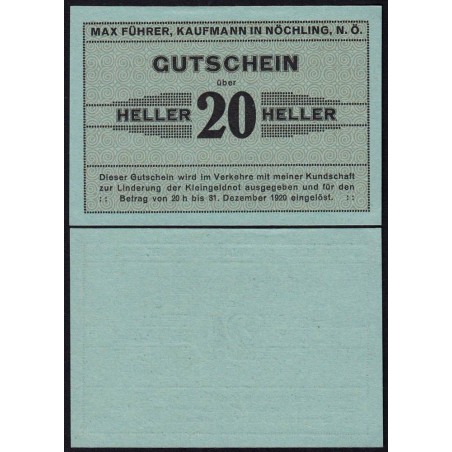 MAX FÜHRER, KAUFMANN IN NÖCHLING, N. Ö.
GUTSCHEIN
über
HELLER 20 HELLER
Dieser Gutschein wird im Verkehre mit meiner Kundschaft
zur Linderung der Kleingeldnot ausgegeben und für den
:: Betrag von 20 h bis 31. Dezember 1920 eingelöst. ::